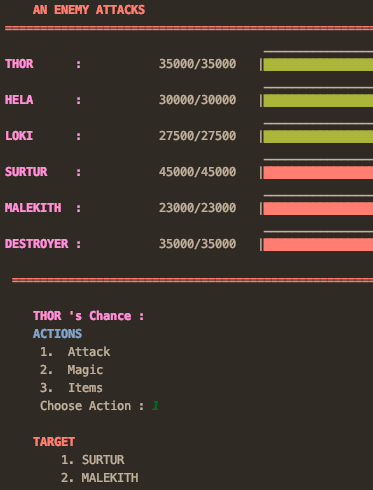 AN ENEMY ATTACKS
THOR : 35000/35000
HELA : 30000/30000
LOKI : 27500/27500
SURTUR : 45000/45000
MALEKITH : 23000/23000
DESTROYER : 35000/35000
THOR 's Chance :
ACTIONS
1. Attack
2. Magic
3. Items
Choose Action : 1
TARGET
1. SURTUR
2. MALEKITH